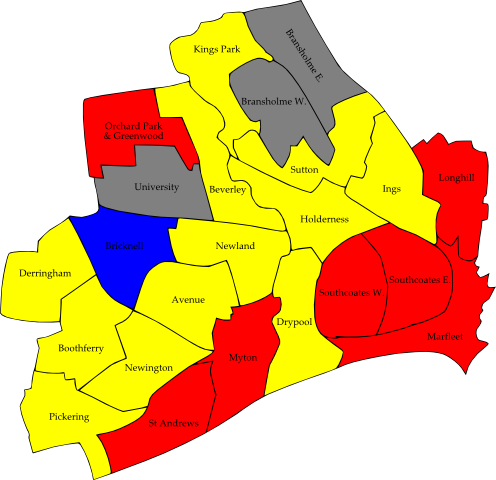 Kings Park
Bransholme E.
Bransholme W.
Orchard Park
& Greenwood
Sutton
Longhill
University
Beverley
Ings
Holderness
Bricknell
Newland
Derringham
Southcoates E.
Southcoates W.
Avenue
Drypool
Marfleet
Boothferry
Myton
Newington
Pickering
St Andrews